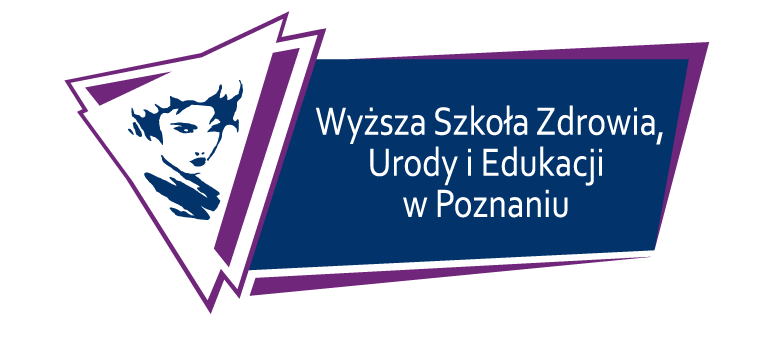 Wyższa Szkoła Zdrowia,
Urody i Edukacji
w Poznaniu